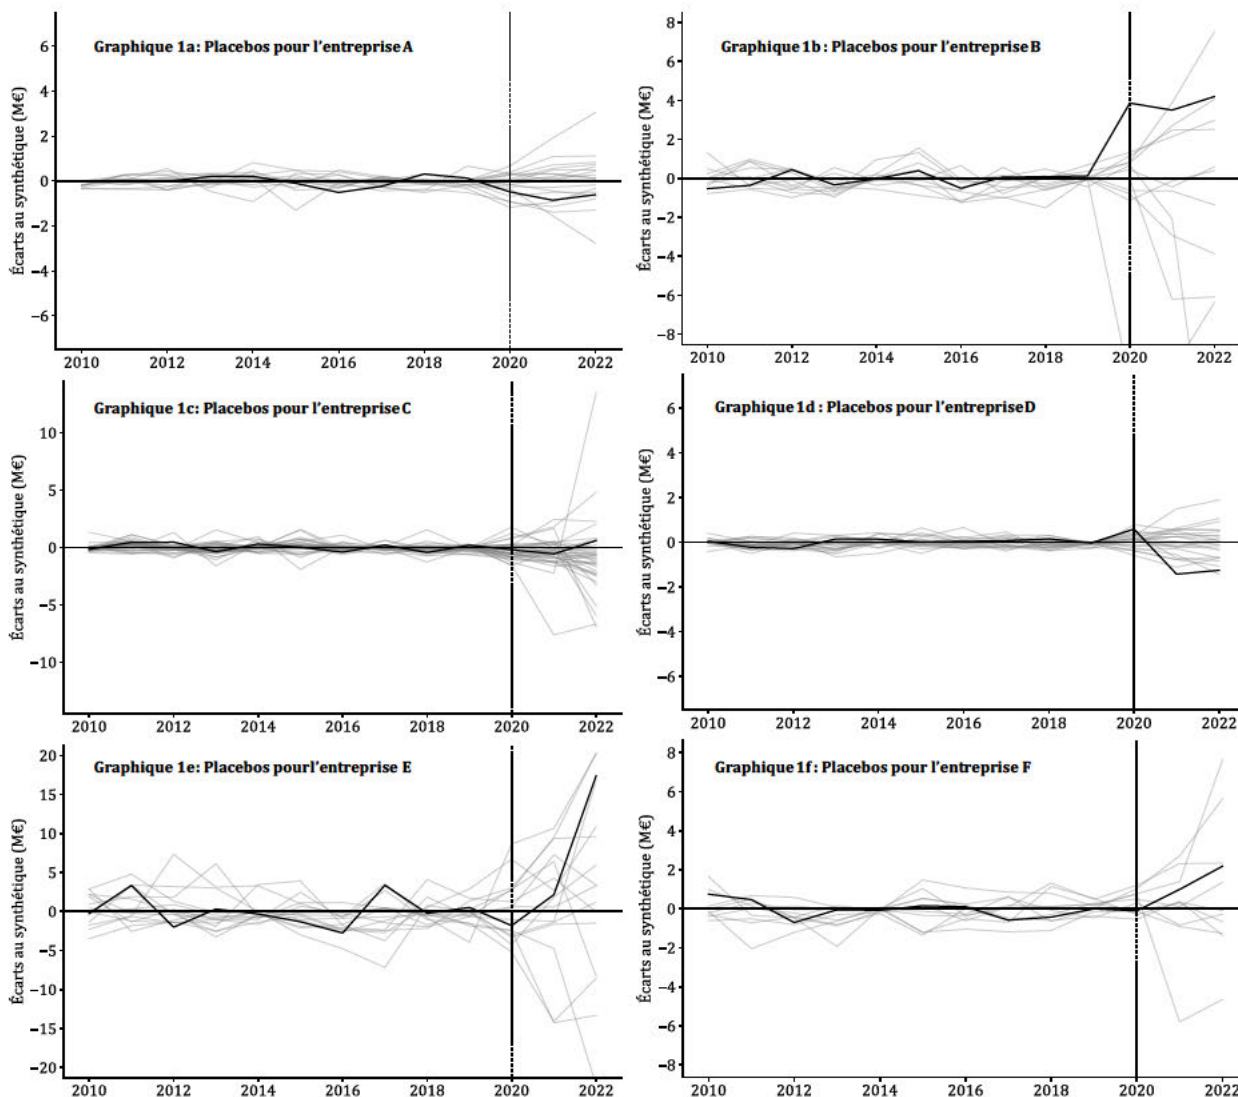 Graphique 1a: Placebos pour l'entreprise A
Écarts au synthétique (M€)
6
4
2
0
−2
−4
−6
2010 2012 2014 2016 2018 2020 2022
Graphique 1b : Placebos pour l'entreprise B
Écarts au synthétique (M€)
8
6
4
2
0
−2
−4
−6
−8
2010 2012 2014 2016 2018 2020 2022
Graphique 1c: Placebos pour l'entreprise C
Écarts au synthétique (M€)
10
5
0
−5
−10
2010 2012 2014 2016 2018 2020 2022
Graphique 1d : Placebos pour l'entreprise D
Écarts au synthétique (M€)
6
4
2
0
−2
−4
−6
2010 2012 2014 2016 2018 2020 2022
Graphique 1e: Placebos pourl'entreprise E
Écarts au synthétique (M€)
20
15
10
5
0
−5
−10
−15
−20
2010 2012 2014 2016 2018 2020 2022
Graphique 1f: Placebos pour l'entreprise F
Écarts au synthétique (M€)
8
6
4
2
0
−2
−4
−6
−8
2010 2012 2014 2016 2018 2020 2022